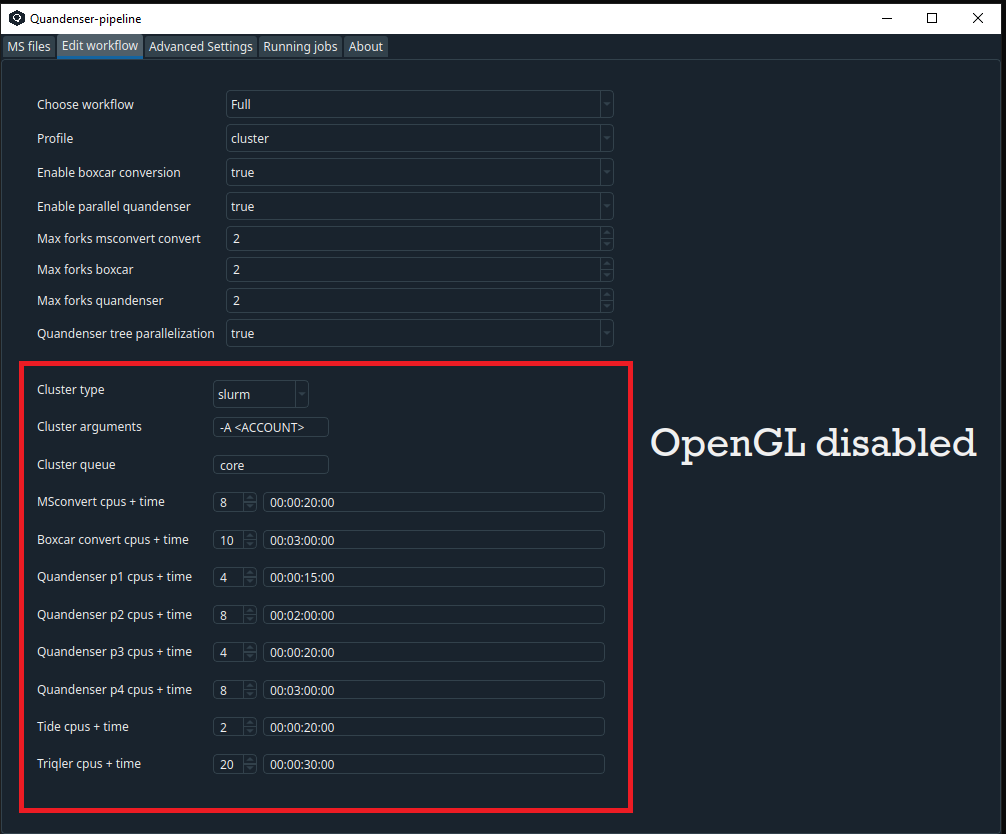 Quandenser-pipeline
MS files Edit workflow Advanced Settings Running jobs About
Choose workflow Full
Profile cluster
Enable boxcar conversion true
Enable parallel quandenser true
Max forks msconvert convert 2
Max forks boxcar 2
Max forks quandenser 2
Quandenser tree parallelization true
Cluster type slurm
Cluster arguments -A <ACCOUNT>
OpenGL disabled
Cluster queue core
MSconvert cpus + time 8 00:00:20:00
Boxcar convert cpus + time 10 00:03:00:00
Quandenser p1 cpus + time 4 00:00:15:00
Quandenser p2 cpus + time 8 00:02:00:00
Quandenser p3 cpus + time 4 00:00:20:00
Quandenser p4 cpus + time 8 00:03:00:00
Tide cpus + time 2 00:00:20:00
Triqler cpus + time 20 00:00:30:00